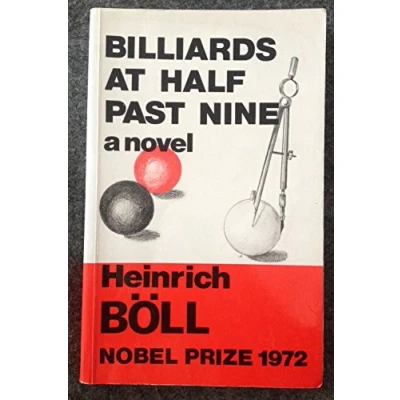 BILLIARDS
AT HALF
PAST NINE
a novel
Heinrich
BÖLL
NOBEL PRIZE 1972